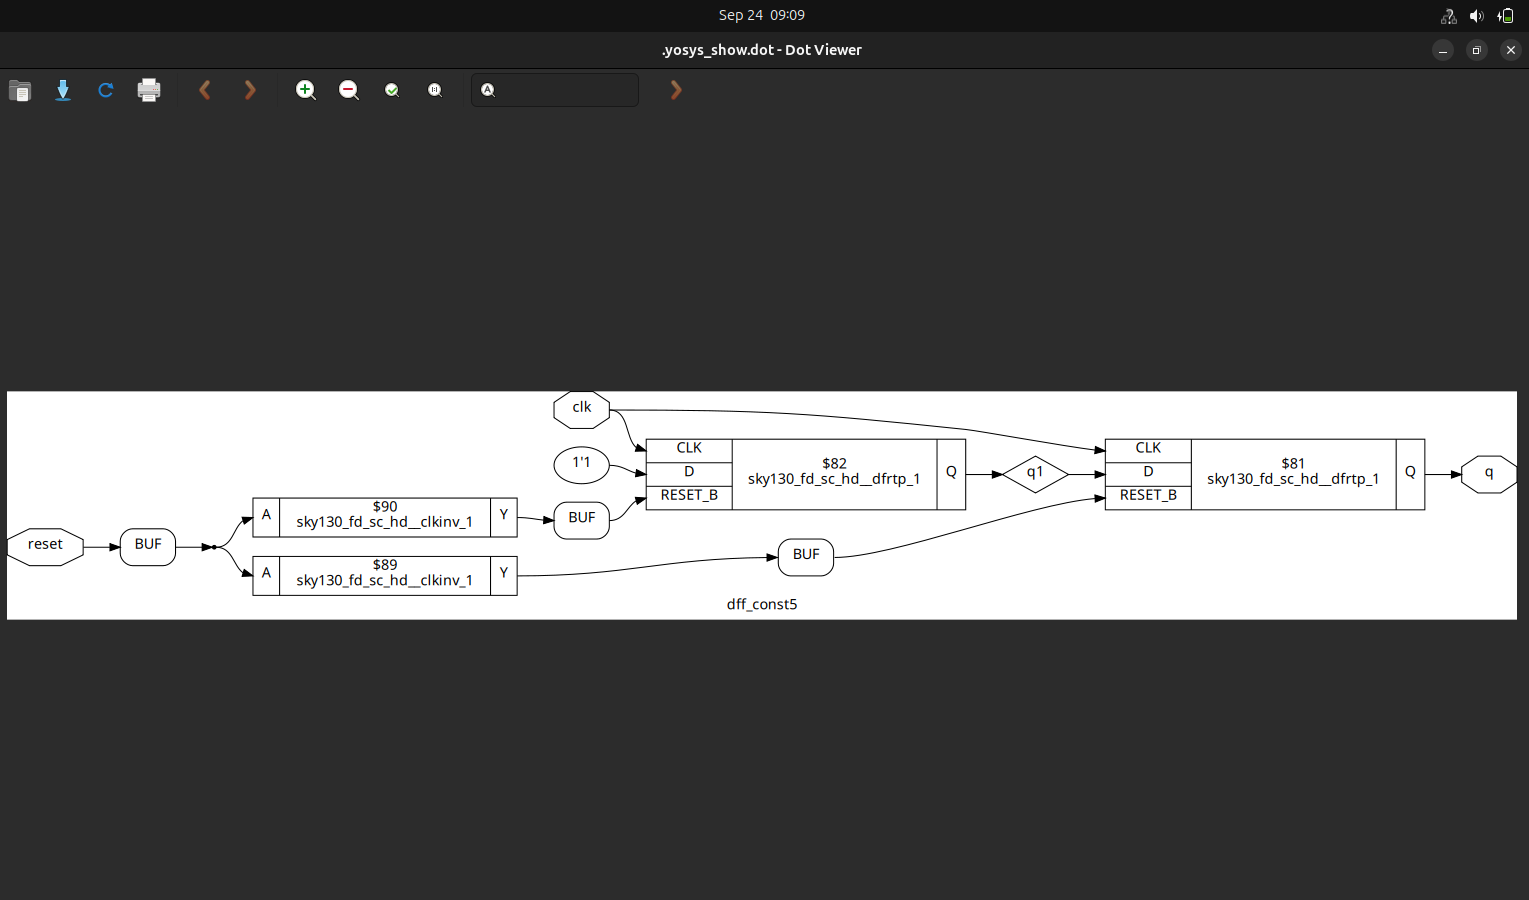 Sep 24 09:09
.yosys_show.dot - Dot Viewer
clk
CLK
D
RESET_B
$82
sky130_fd_sc_hd__dfrtp_1
Q
q1
CLK
D
RESET_B
$81
sky130_fd_sc_hd__dfrtp_1
Q
q
1'1
BUF
$90
A
sky130_fd_sc_hd__clkinv_1
Y
reset
BUF
$89
A
sky130_fd_sc_hd__clkinv_1
Y
BUF
dff_const5